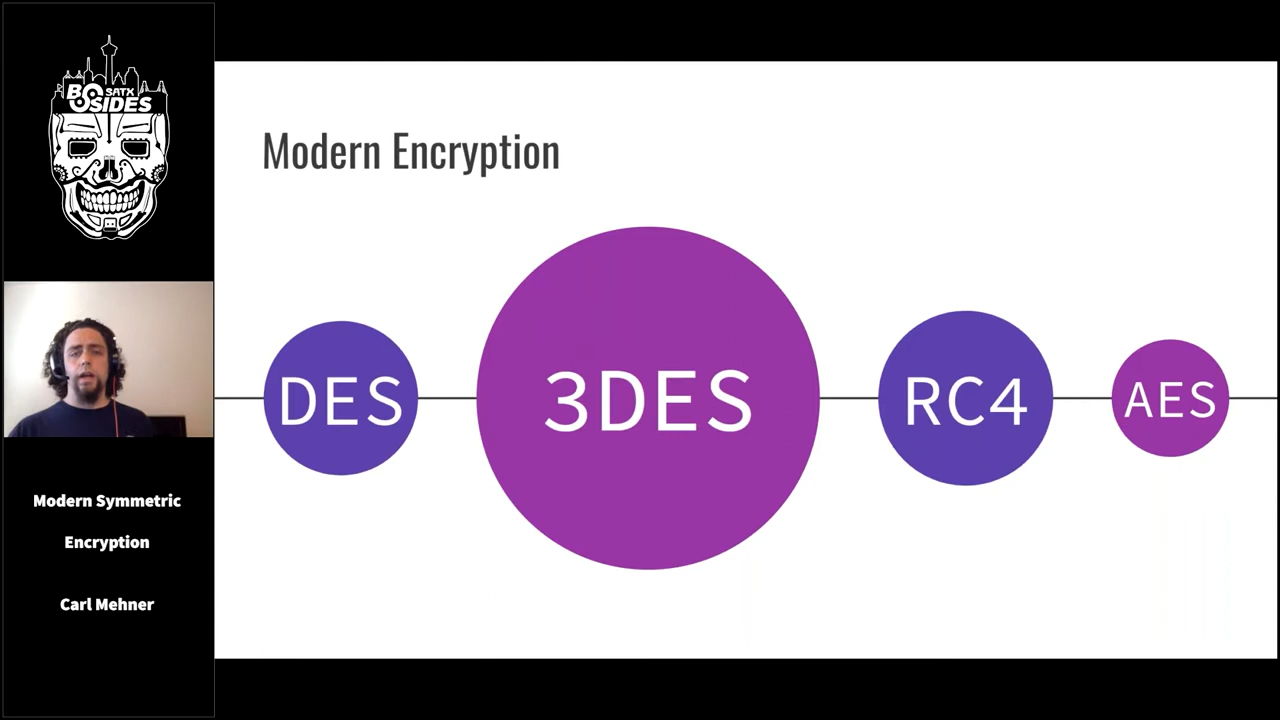 BSIDES
SATX
Modern Symmetric
Encryption
Carl Mehner
Modern Encryption
DES
3DES
RC4
AES